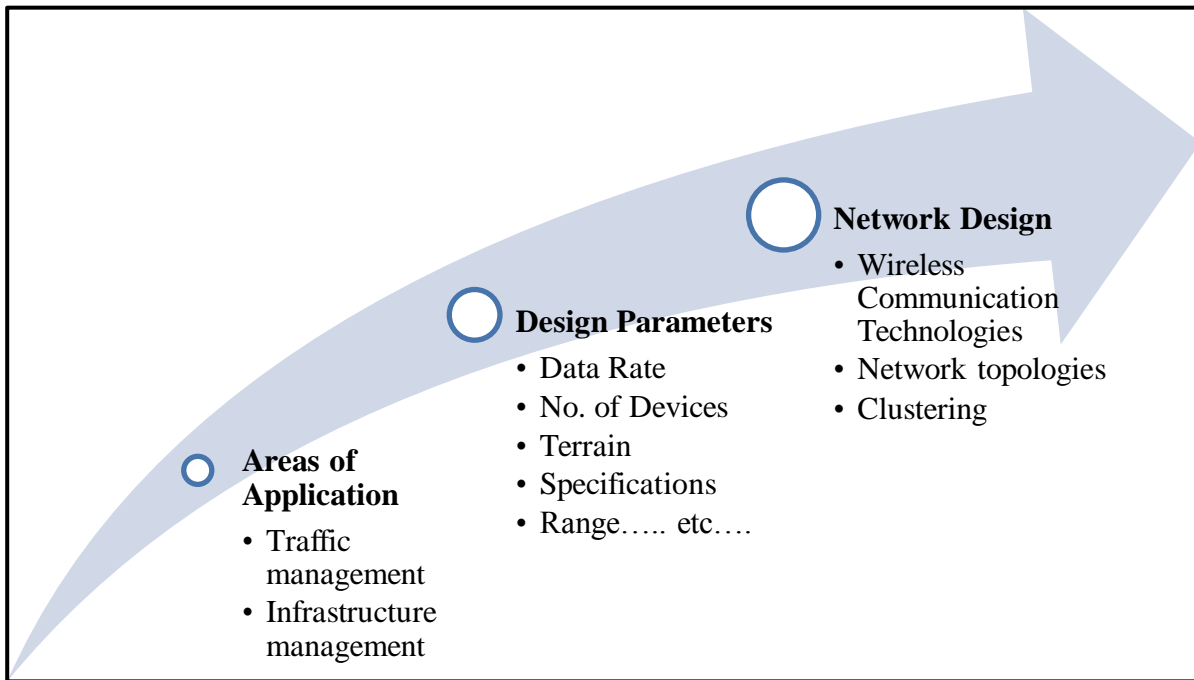 Areas of
Application
• Traffic
management
• Infrastructure
management
Design Parameters
• Data Rate
• No. of Devices
• Terrain
• Specifications
• Range….. etc….
Network Design
• Wireless
Communication
Technologies
• Network topologies
• Clustering